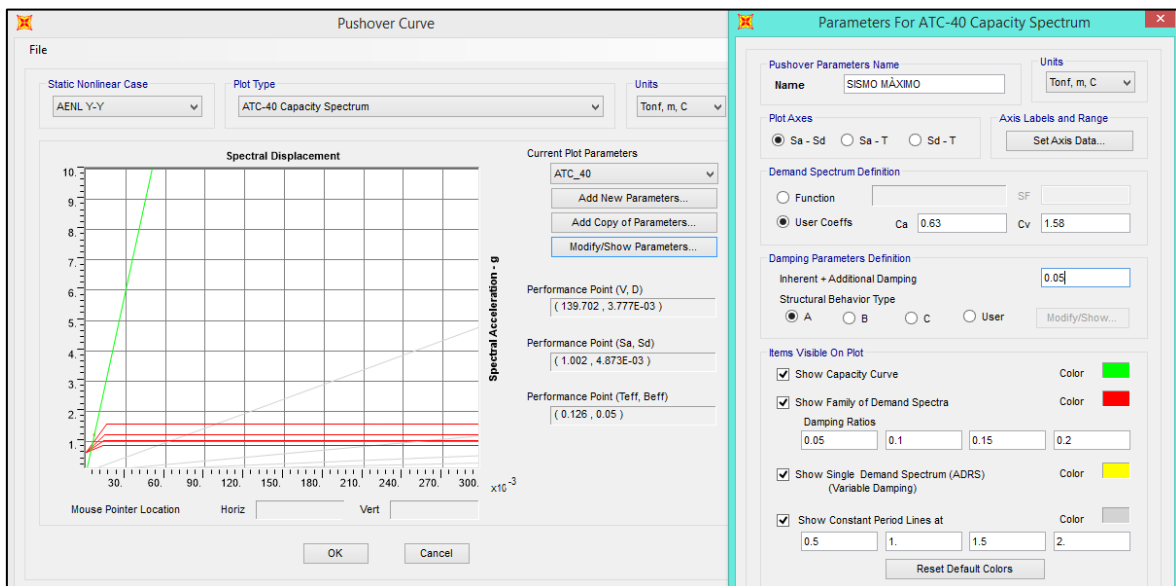 Pushover Curve
File
Static Nonlinear Case
AENL Y-Y
Plot Type
ATC-40 Capacity Spectrum
Units
Tonf, m, C
Spectral Displacement
10.
9.
8.
7.
6.
5.
4.
3.
2.
1.
30. 60. 90. 120. 150. 180. 210. 240. 270. 300. x10 -3
Spectral Acceleration - g
Mouse Pointer Location Horiz Vert
Current Plot Parameters
ATC_40
Add New Parameters...
Add Copy of Parameters...
Modify/Show Parameters...
Performance Point (V, D)
( 139.702 , 3.777E-03 )
Performance Point (Sa, Sd)
( 1.002 , 4.873E-03 )
Performance Point (Teff, Beff)
( 0.126 , 0.05 )
OK Cancel
Parameters For ATC-40 Capacity Spectrum
Pushover Parameters Name
Name SISMO MÀXIMO
Units
Tonf, m, C
Plot Axes
Sa - Sd Sa - T Sd - T
Axis Labels and Range
Set Axis Data...
Demand Spectrum Definition
Function SF
User Coeffs Ca 0.63 Cv 1.58
Damping Parameters Definition
Inherent + Additional Damping 0.05
Structural Behavior Type
A B C User Modify/Show...
Items Visible On Plot
Show Capacity Curve Color
Show Family of Demand Spectra Color
Damping Ratios
0.05 0.1 0.15 0.2
Show Single Demand Spectrum (ADRS) Color
(Variable Damping)
Show Constant Period Lines at Color
0.5 1. 1.5 2.
Reset Default Colors